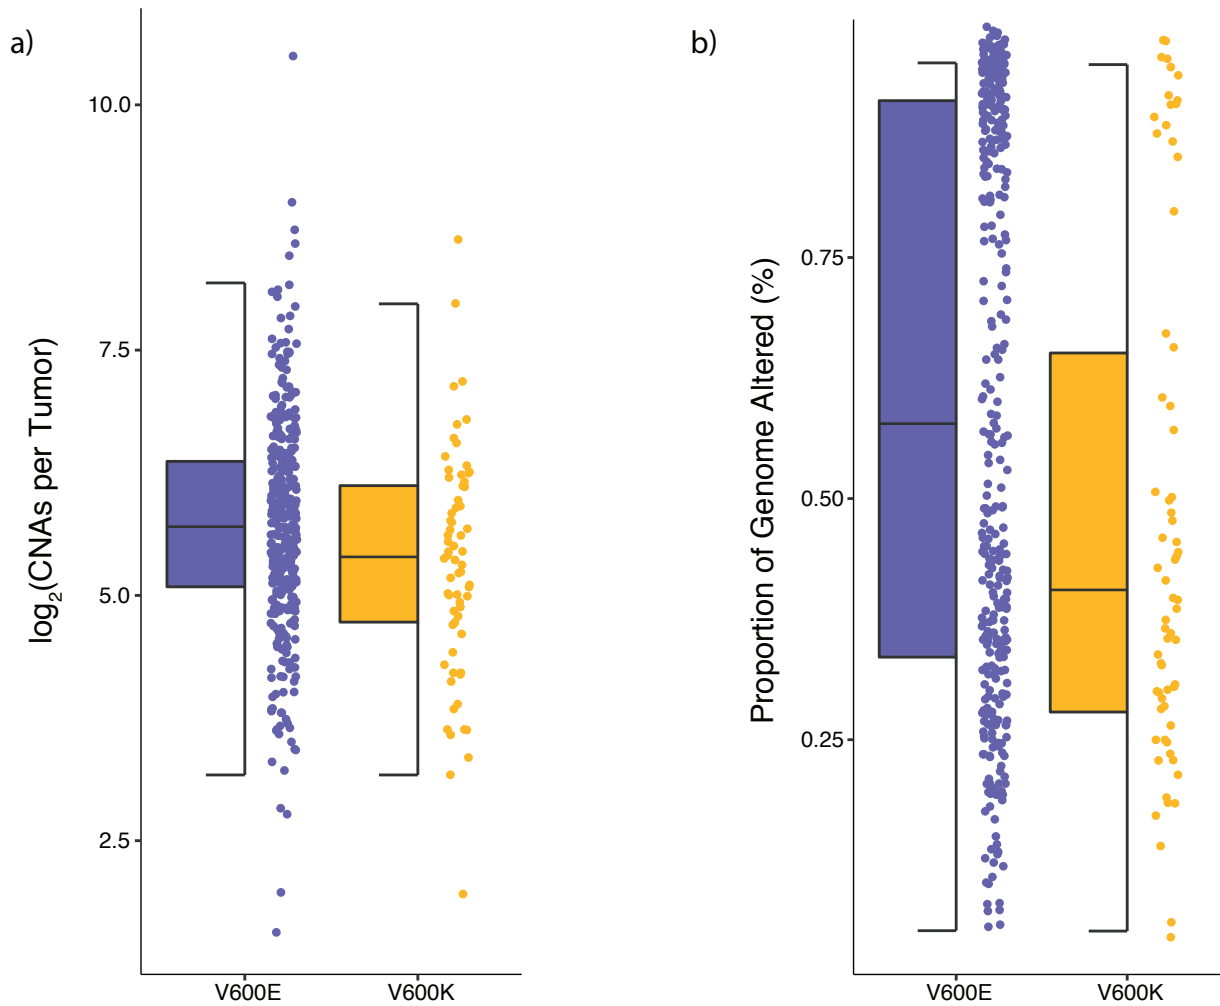 a)
log2(CNAs per Tumor)
10.0
7.5
5.0
2.5
V600E
V600K
b)
Proportion of Genome Altered (%)
0.75
0.50
0.25
V600E
V600K